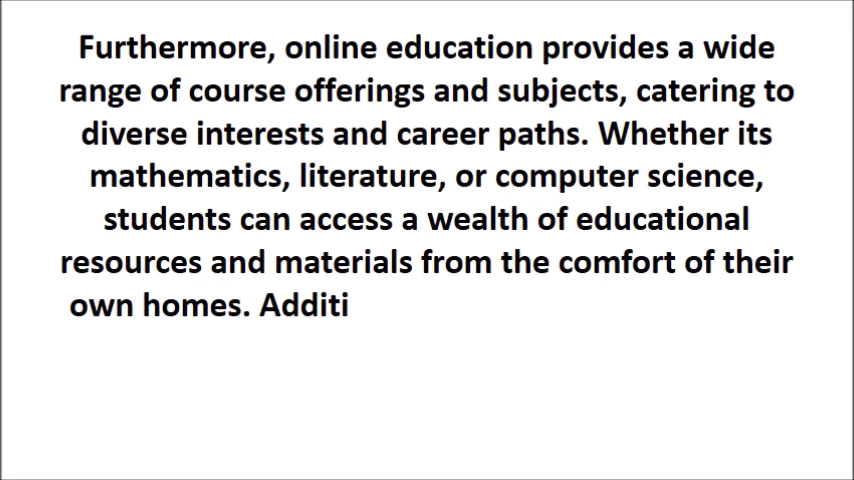 Furthermore, online education provides a wide
range of course offerings and subjects, catering to
diverse interests and career paths. Whether its
mathematics, literature, or computer science,
students can access a wealth of educational
resources and materials from the comfort of their
own homes. Additi